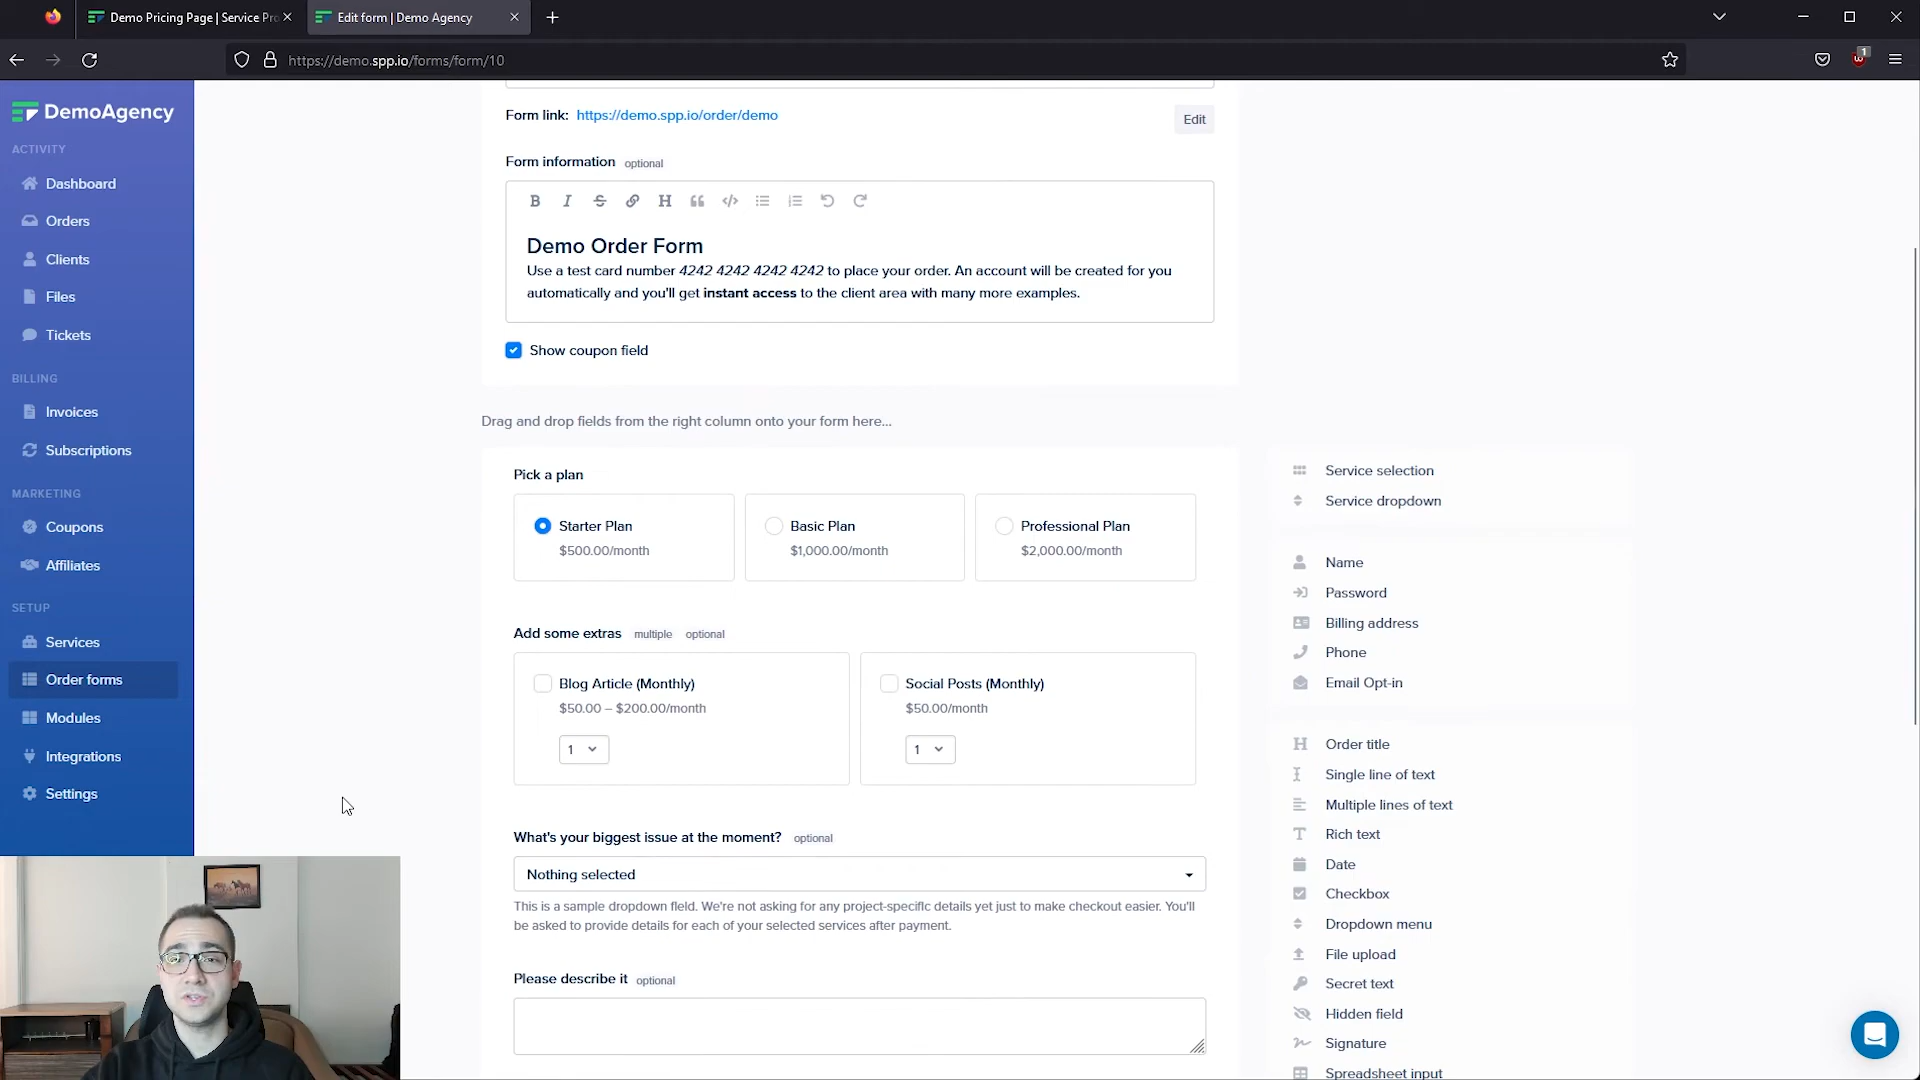 Demo Pricing Page | Service Pro
Edit form | Demo Agency
https://demo.spp.io/forms/form/10
1
DemoAgency
ACTIVITY
Dashboard
Orders
Clients
Files
Tickets
BILLING
Invoices
Subscriptions
MARKETING
Coupons
Affiliates
SETUP
Services
Order forms
Modules
Integrations
Settings
Form link: https://demo.spp.io/order/demo
Edit
Form information optional
Demo Order Form
Use a test card number 4242 4242 4242 4242 to place your order. An account will be created for you
automatically and you'll get instant access to the client area with many more examples.
Show coupon field
Drag and drop fields from the right column onto your form here...
Pick a plan
Starter Plan
$500.00/month
Basic Plan
$1,000.00/month
Professional Plan
$2,000.00/month
Add some extras multiple optional
Blog Article (Monthly)
$50.00 – $200.00/month
1
Social Posts (Monthly)
$50.00/month
1
What's your biggest issue at the moment? optional
Nothing selected
This is a sample dropdown field. We're not asking for any project-specific details yet just to make checkout easier. You'll
be asked to provide details for each of your selected services after payment.
Please describe it optional
Service selection
Service dropdown
Name
Password
Billing address
Phone
Email Opt-in
Order title
Single line of text
Multiple lines of text
Rich text
Date
Checkbox
Dropdown menu
File upload
Secret text
Hidden field
Signature
Spreadsheet input